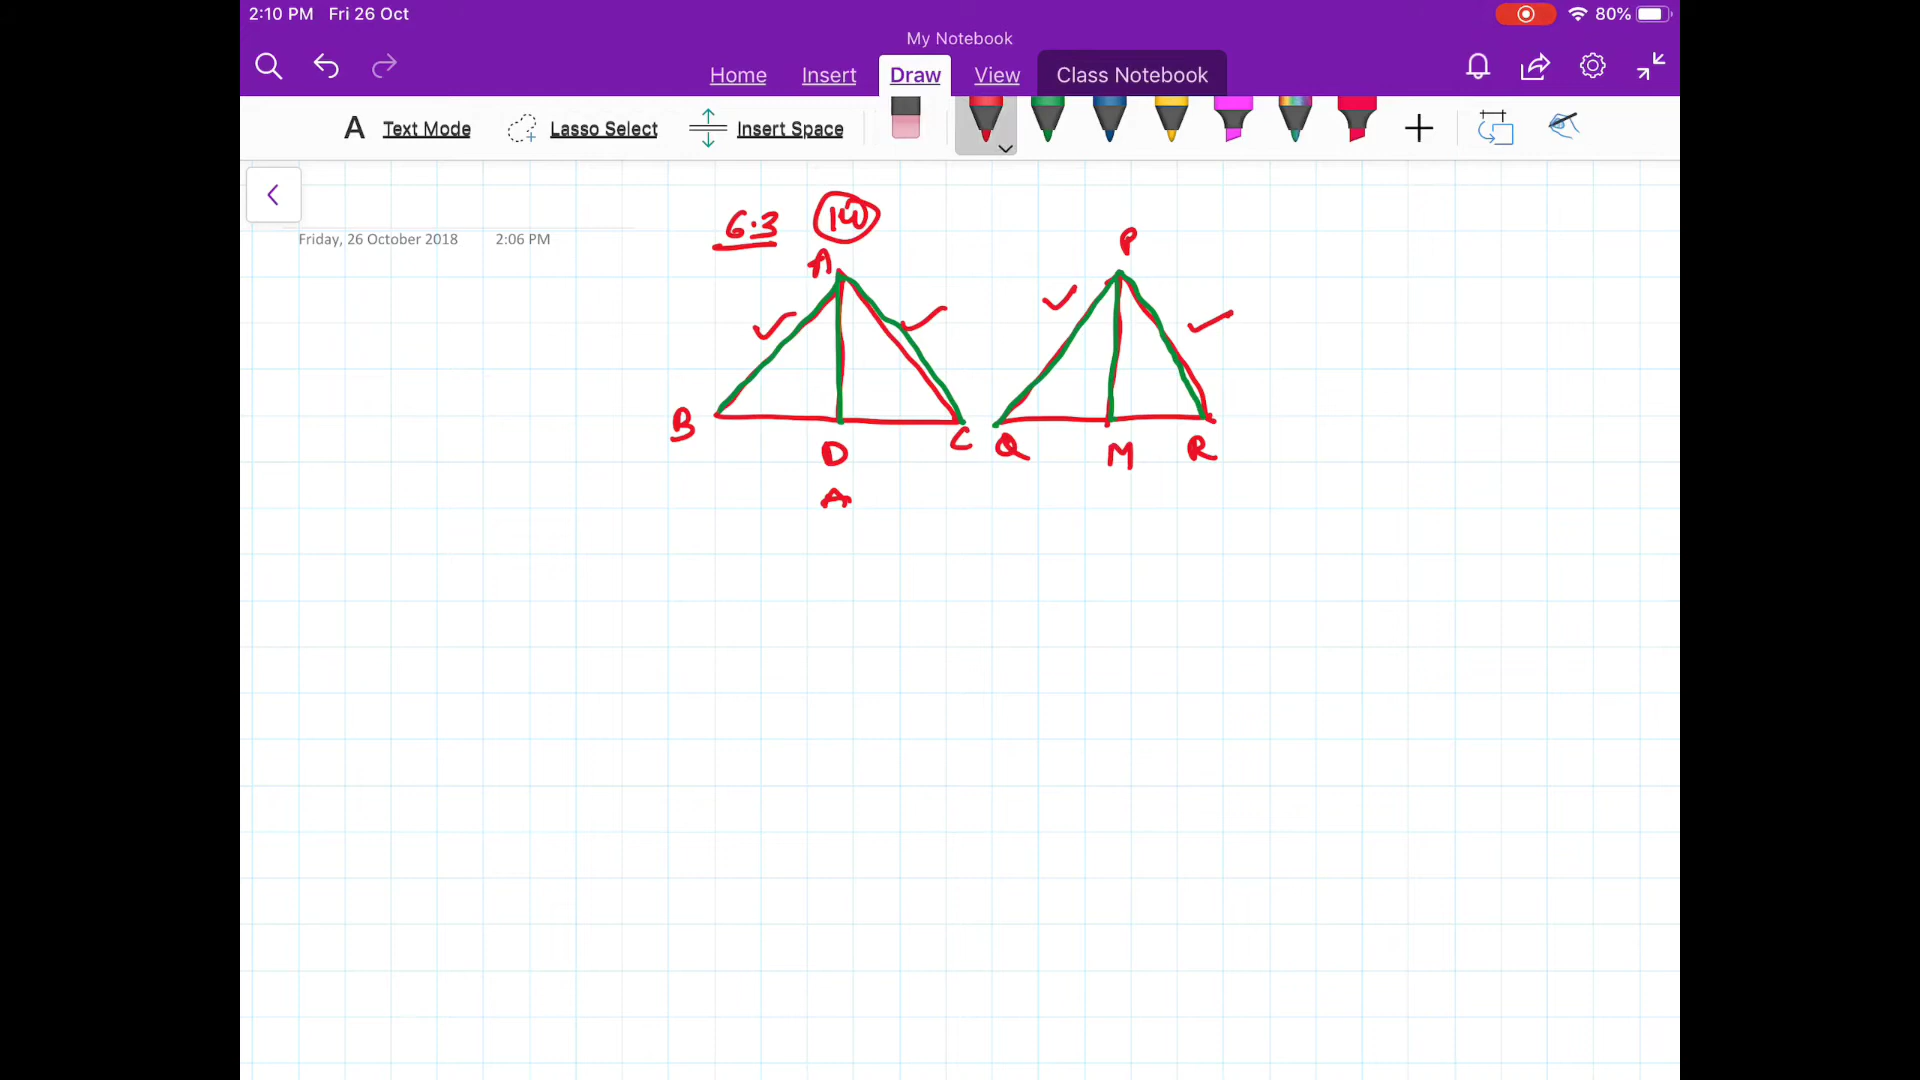 2:10 PM Fri 26 Oct 80%
My Notebook
Home Insert Draw View Class Notebook
A Text Mode Lasso Select Insert Space
6.3 14
Friday, 26 October 2018 2:06 PM
A P
B D C Q M R
A